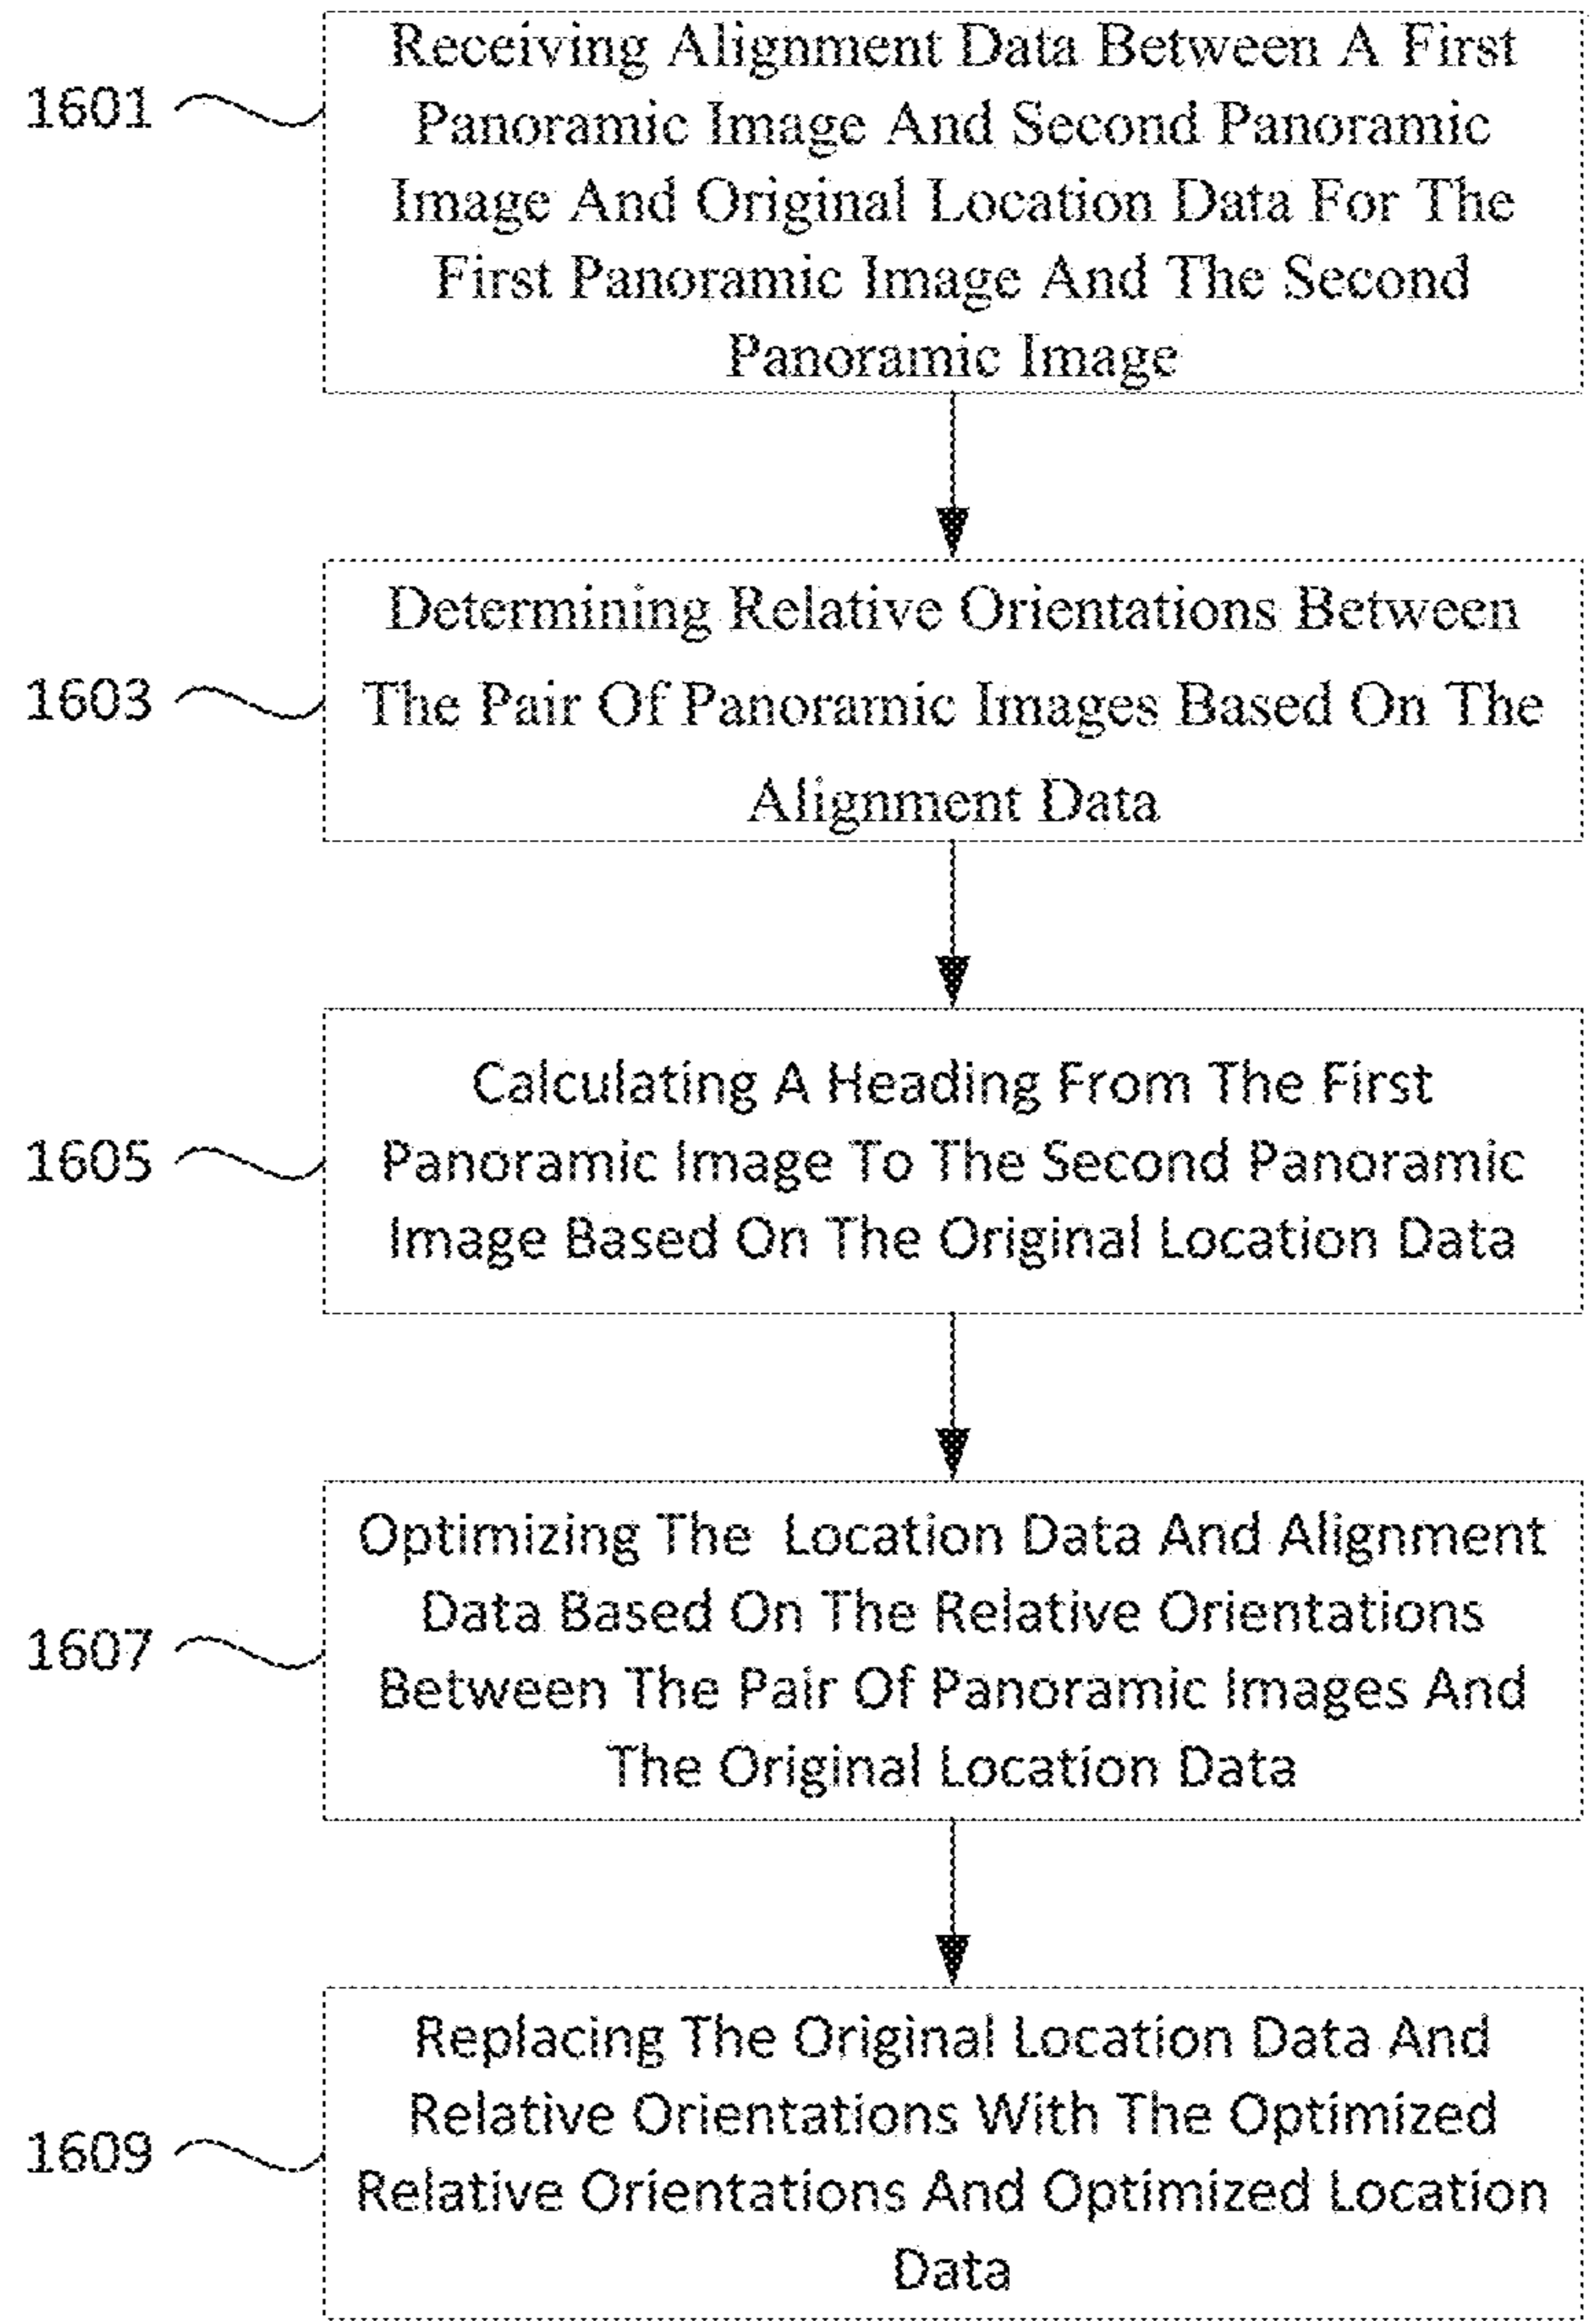 Receiving Alignment Data Between A First
1601
Panoramic Image And Second Panoramic
Image And Original Location Data For The
First Panoramic Image And The Second
Panoramic Image
Determining Relative Orientations Between
1603
The Pair Of Panoramic Images Based On The
Alignment Data
Calculating A Heading From The First
1605
Panoramic Image To The Second Panoramic
Image Based On The Original Location Data
Optimizing The Location Data And Alignment
Data Based On The Relative Orientations
1607
Between The Pair Of Panoramic Images And
The Original Location Data
Replacing The Original Location Data And
Relative Orientations With The Optimized
1609
Relative Orientations And Optimized Location
Data